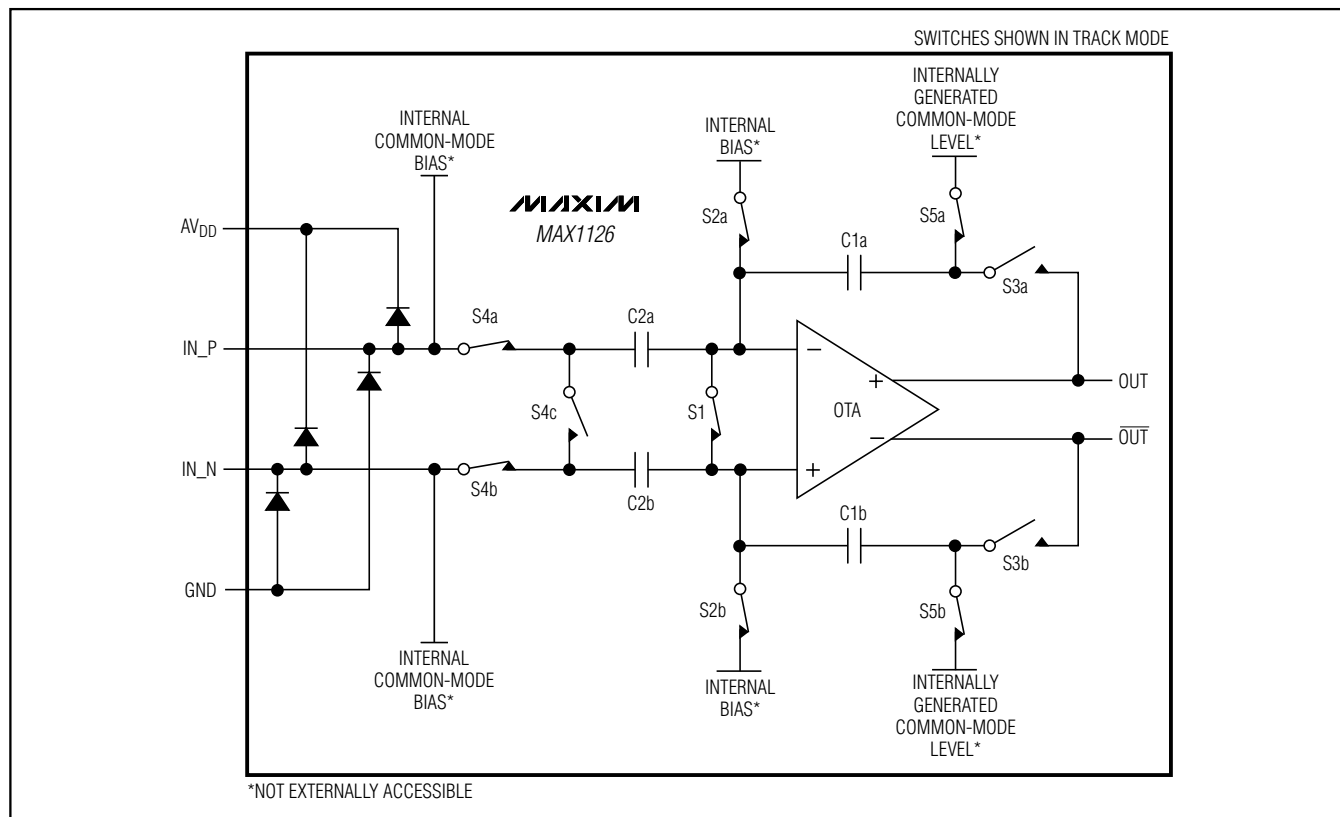 SWITCHES SHOWN IN TRACK MODE
INTERNAL
COMMON-MODE
BIAS*
INTERNAL
BIAS*
INTERNALLY
GENERATED
COMMON-MODE
LEVEL*
MAXIM
MAX1126
S2a
S5a
AVDD
C1a
S3a
S4a
C2a
IN_P
−
+
OUT
S4c
S1
OTA
−
OUT
IN_N
+
S4b
C2b
C1b
S3b
GND
S2b
S5b
INTERNAL
COMMON-MODE
BIAS*
INTERNAL
BIAS*
INTERNALLY
GENERATED
COMMON-MODE
LEVEL*
*NOT EXTERNALLY ACCESSIBLE